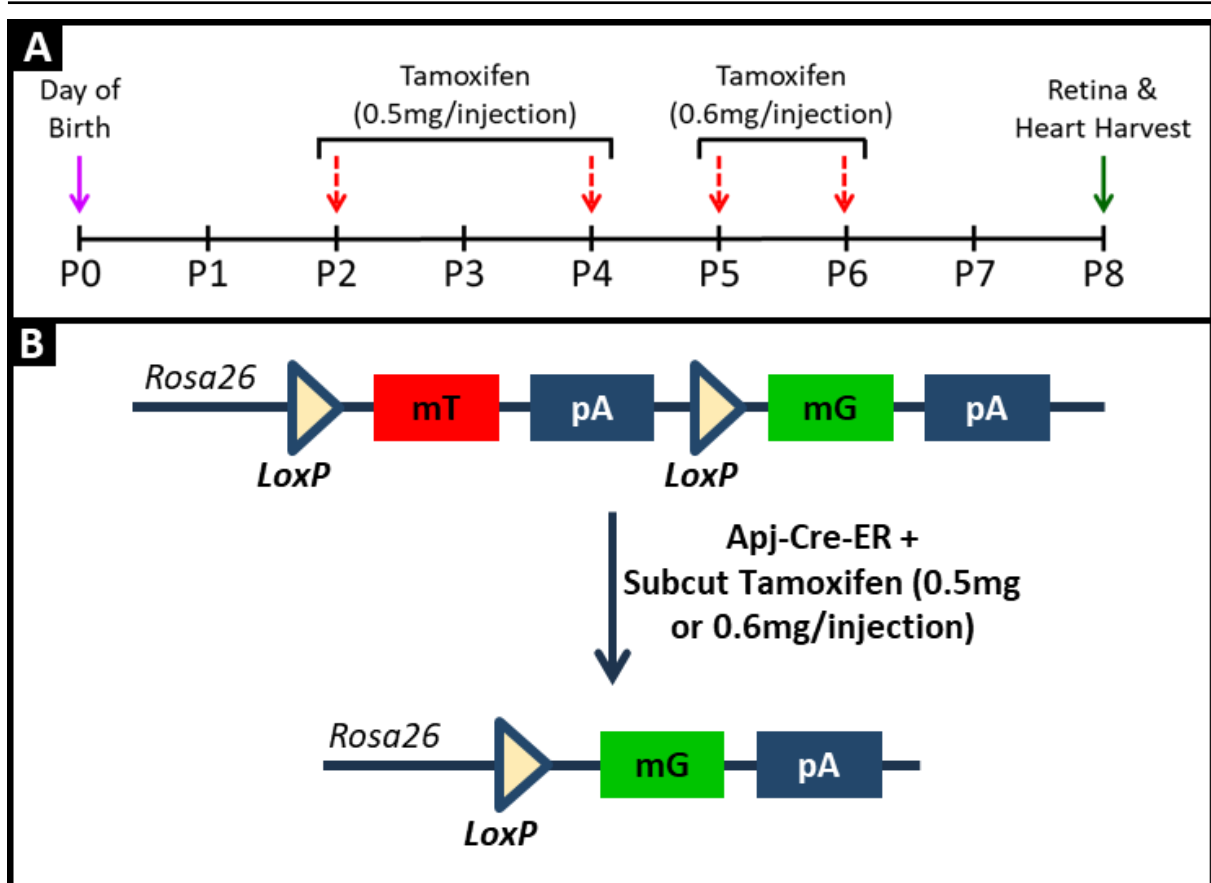 A
Day of
Birth
Tamoxifen
(0.5mg/injection)
Tamoxifen
(0.6mg/injection)
Retina &
Heart Harvest
P0 P1 P2 P3 P4 P5 P6 P7 P8
B
Rosa26
mT pA mG pA
LoxP LoxP
Apj-Cre-ER +
Subcut Tamoxifen (0.5mg
or 0.6mg/injection)
Rosa26
mG pA
LoxP